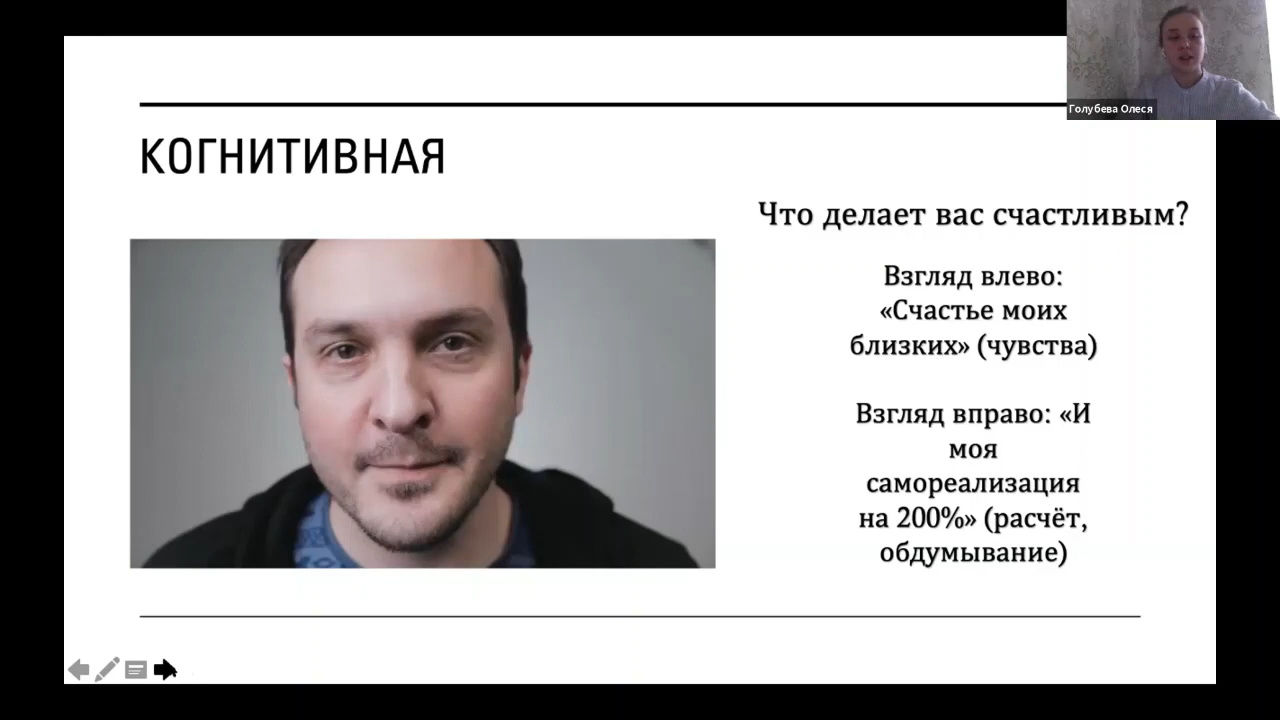 Голубева Олеся
КОГНИТИВНАЯ
Что делает вас счастливым?
Взгляд влево:
«Счастье моих
близких» (чувства)
Взгляд вправо: «И
моя
самореализация
на 200%» (расчёт,
обдумывание)